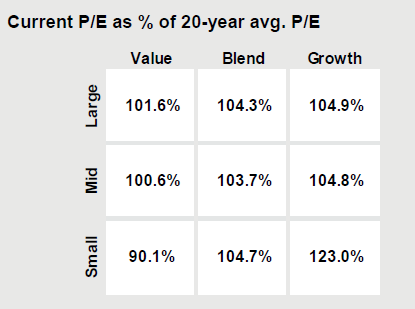 Current P/E as % of 20-year avg. P/E
Value Blend Growth
Large 101.6% 104.3% 104.9%
Mid 100.6% 103.7% 104.8%
Small 90.1% 104.7% 123.0%